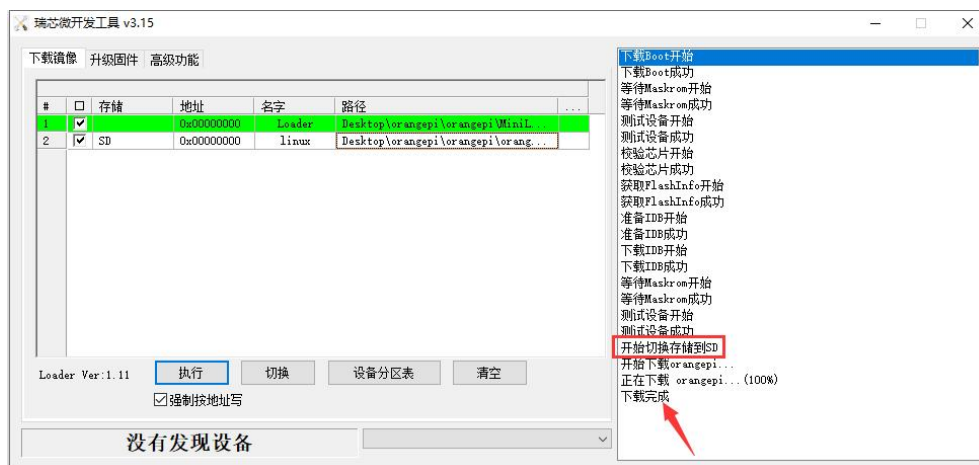 瑞芯微开发工具 v3.15
下载镜像 升级固件 高级功能
# 存储 地址 名字 路径 ...
1 0x00000000 Loader Desktop\orangepi\orangepi\MiniL...
2 SD 0x00000000 linux Desktop\orangepi\orangepi\orang...
Loader Ver:1.11 执行 切换 设备分区表 清空
强制按地址写
没有发现设备
下载Boot开始
下载Boot成功
等待Maskrom开始
等待Maskrom成功
测试设备开始
测试设备成功
校验芯片开始
校验芯片成功
获取FlashInfo开始
获取FlashInfo成功
准备IDB开始
准备IDB成功
下载IDB开始
下载IDB成功
等待Maskrom开始
等待Maskrom成功
测试设备开始
测试设备成功
开始切换存储到SD
开始下载orangepi...
正在下载 orangepi...(100%)
下载完成